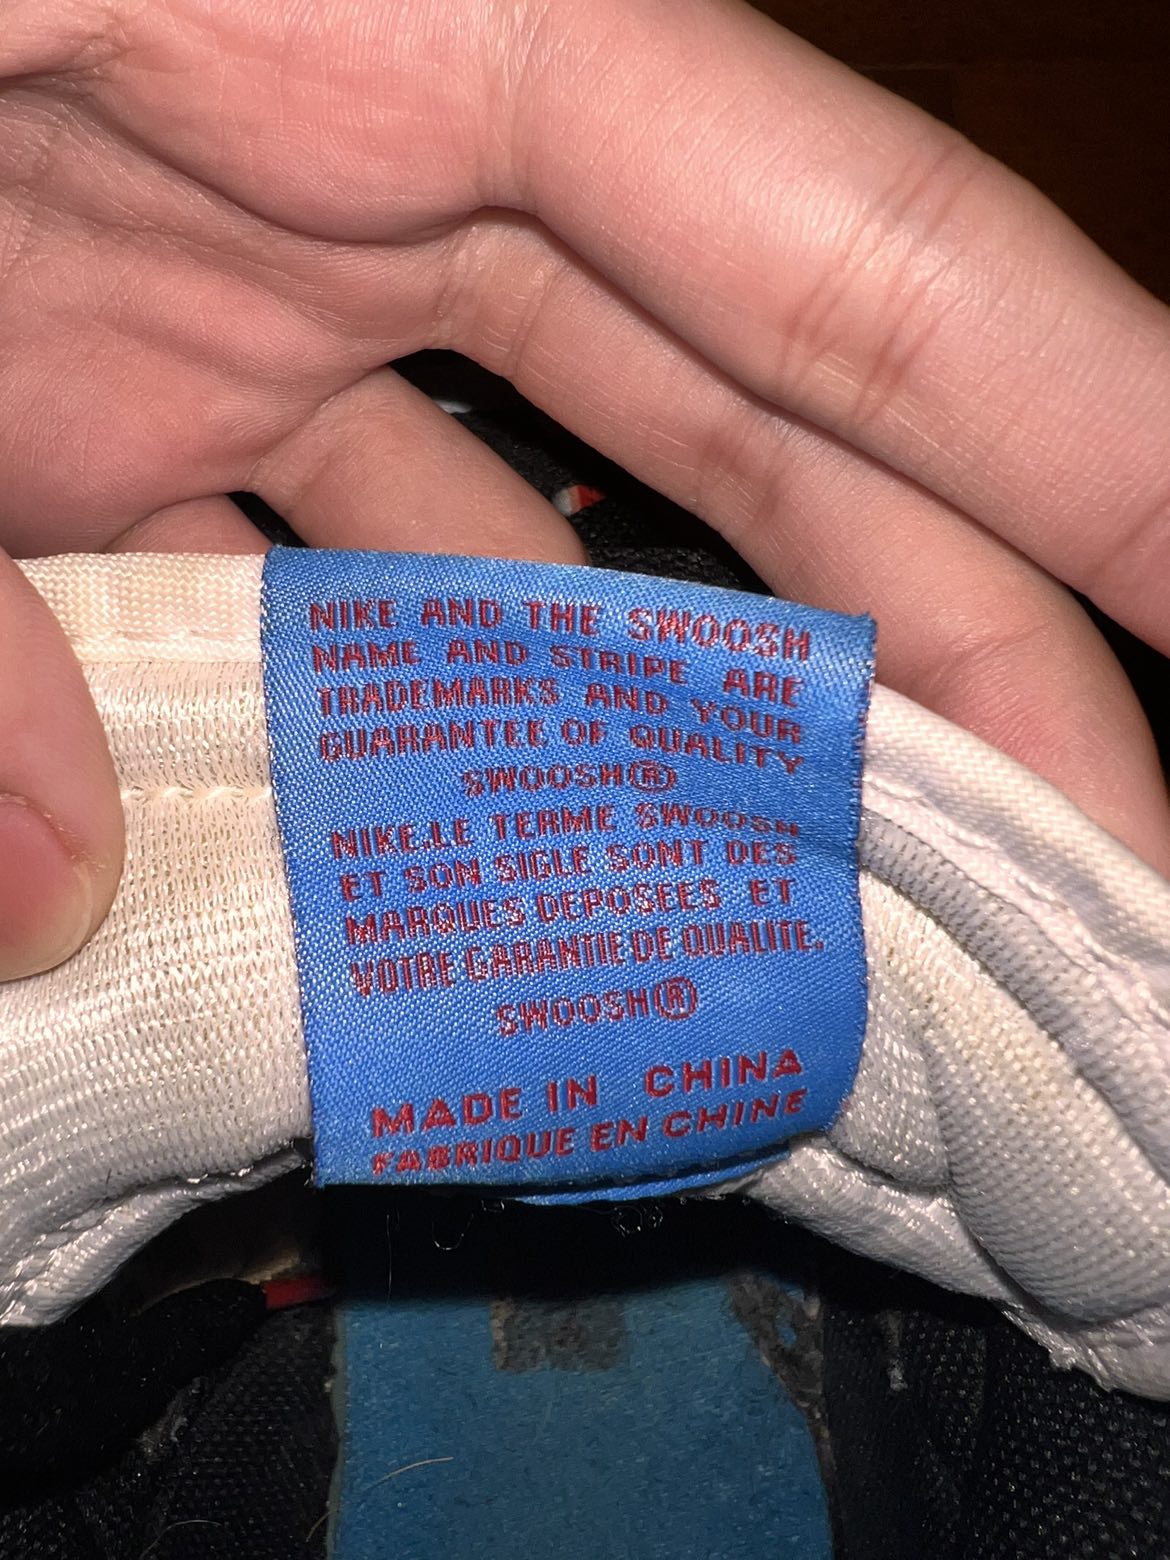 NIKE AND THE SWOOSH
NAME AND STRIPE ARE
TRADEMARKS AND YOUR
GUARANTEE OF QUALITY
SWOOSH®
NIKE.LE TERME SWOOSH
ET SON SIGLE SONT DES
MARQUES DEPOSEES ET
VOTRE GARANTIE DE QUALITE.
SWOOSH®
MADE IN CHINA
FABRIQUE EN CHINE